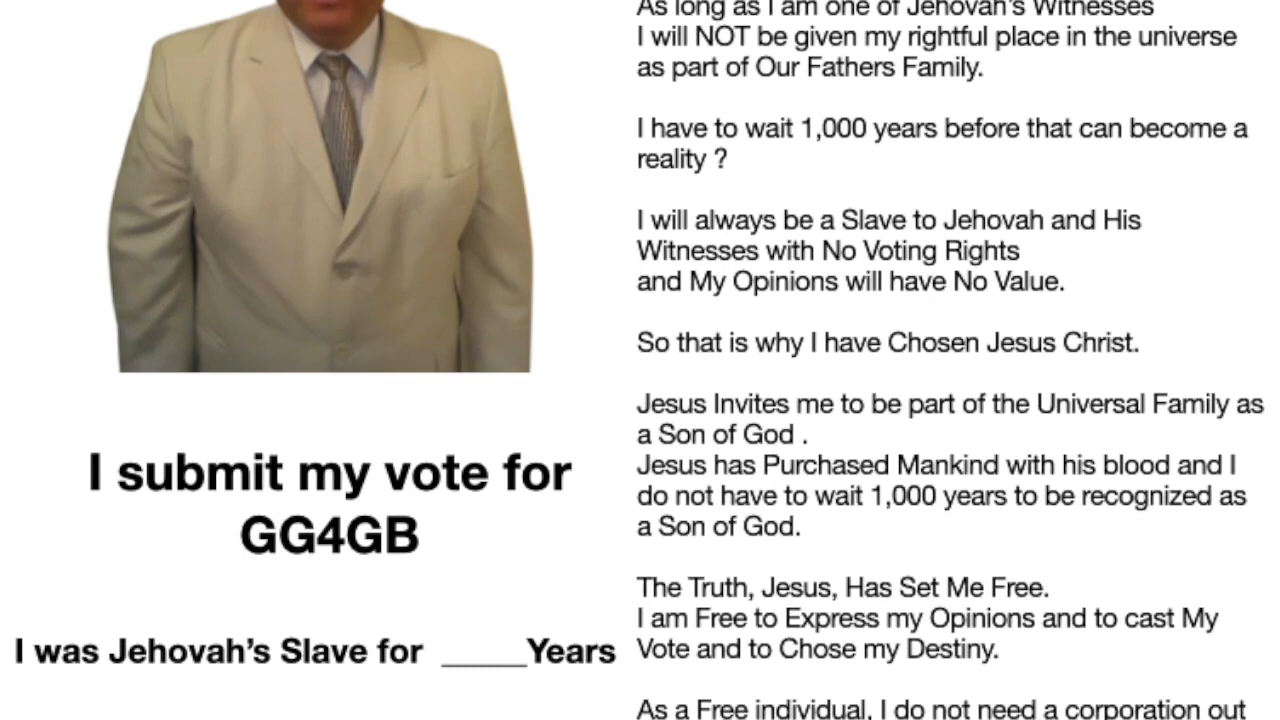 I submit my vote for
GG4GB
I was Jehovah's Slave for _____Years
As long as I am one of Jehovah's Witnesses
I will NOT be given my rightful place in the universe
as part of Our Fathers Family.
I have to wait 1,000 years before that can become a
reality ?
I will always be a Slave to Jehovah and His
Witnesses with No Voting Rights
and My Opinions will have No Value.
So that is why I have Chosen Jesus Christ.
Jesus Invites me to be part of the Universal Family as
a Son of God .
Jesus has Purchased Mankind with his blood and I
do not have to wait 1,000 years to be recognized as
a Son of God.
The Truth, Jesus, Has Set Me Free.
I am Free to Express my Opinions and to cast My
Vote and to Chose my Destiny.
As a Free individual, I do not need a corporation out